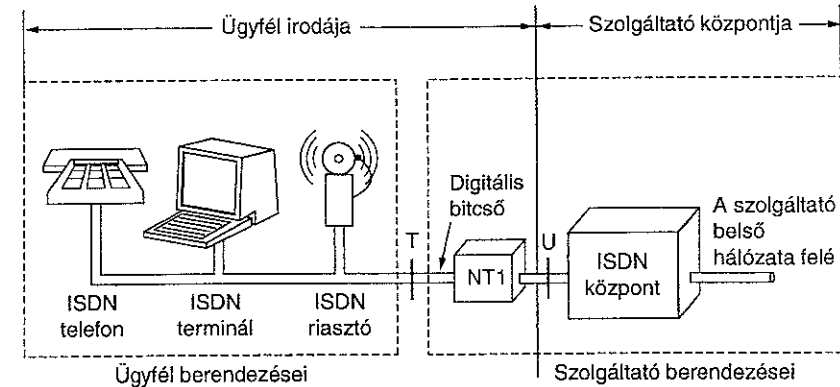 Ügyfél irodája
Szolgáltató központja
Digitális
bitcső
T
U
NT1
ISDN
központ
A szolgáltató
belső
hálózata felé
ISDN
telefon
ISDN
terminál
ISDN
riasztó
Ügyfél berendezései
Szolgáltató berendezései